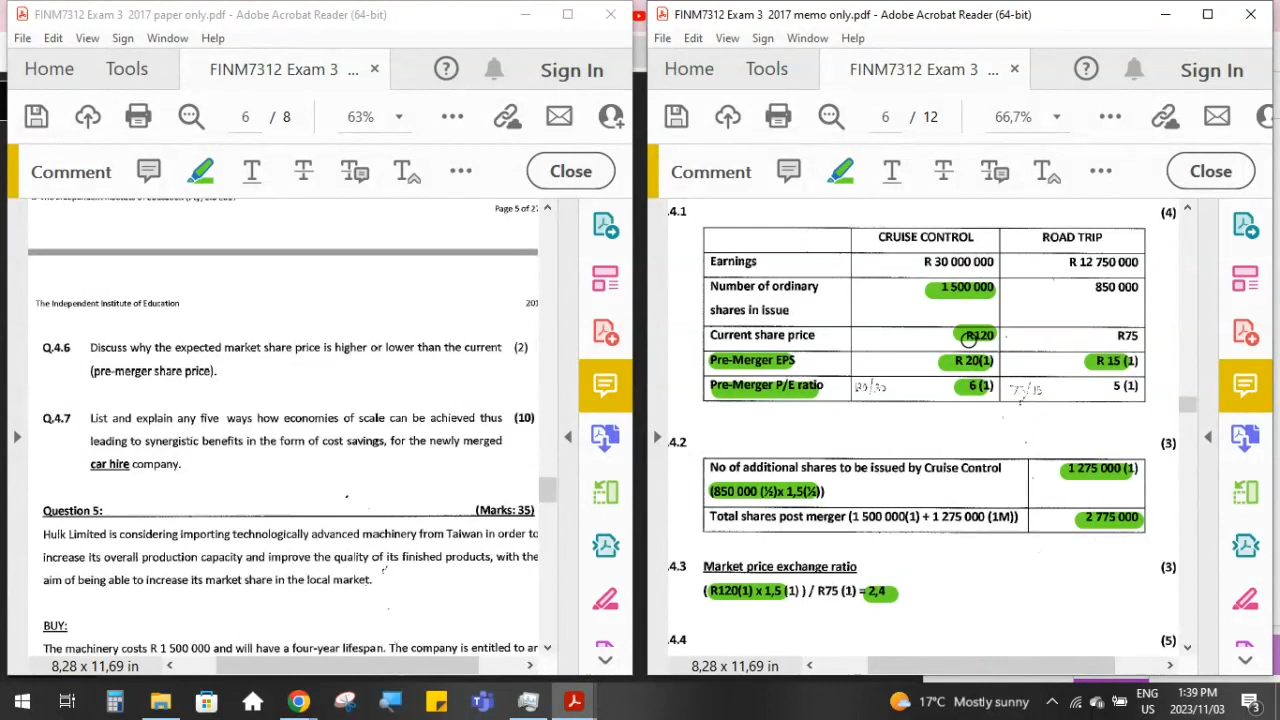 FINM7312 Exam 3 2017 paper only.pdf - Adobe Acrobat Reader (64-bit)
File Edit View Sign Window Help
Home Tools FINM7312 Exam 3 ... Sign In
6 / 8 63%
Comment Close
Page 5 of 27
The Independent Institute of Education 201
Q.4.6 Discuss why the expected market share price is higher or lower than the current (2)
(pre-merger share price).
Q.4.7 List and explain any five ways how economies of scale can be achieved thus (10)
leading to synergistic benefits in the form of cost savings, for the newly merged
car hire company.
Question 5: (Marks: 35)
Hulk Limited is considering importing technologically advanced machinery from Taiwan in order to
increase its overall production capacity and improve the quality of its finished products, with the
aim of being able to increase its market share in the local market.
BUY:
The machinery costs R 1 500 000 and will have a four-year lifespan. The company is entitled to an
8,28 x 11,69 in
FINM7312 Exam 3 2017 memo only.pdf - Adobe Acrobat Reader (64-bit)
File Edit View Sign Window Help
Home Tools FINM7312 Exam 3 ... Sign In
6 / 12 66,7%
Comment Close
.4.1 (4)
CRUISE CONTROL ROAD TRIP
Earnings R 30 000 000 R 12 750 000
Number of ordinary 1 500 000 850 000
shares in issue
Current share price R120 R75
Pre-Merger EPS R 20(1) R 15 (1)
Pre-Merger P/E ratio 6 (1) 75/15 5 (1)
.4.2 (3)
No of additional shares to be issued by Cruise Control 1 275 000 (1)
(850 000 (½)x 1,5(½))
Total shares post merger (1 500 000(1) + 1 275 000 (1M)) 2 775 000
.4.3 Market price exchange ratio (3)
( R120(1) x 1,5 (1) ) / R75 (1) = 2,4
.4.4 (5)
8,28 x 11,69 in
17°C Mostly sunny
ENG
US
1:39 PM
2023/11/03
3